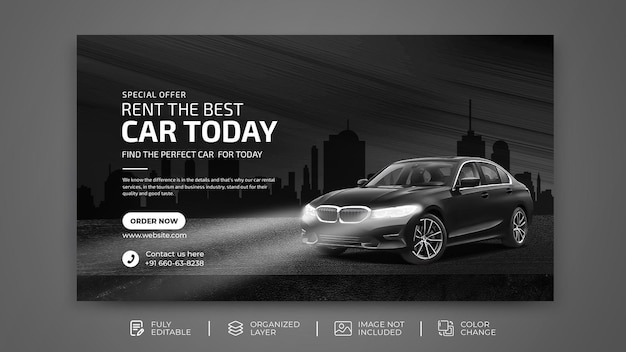 SPECIAL OFFER
RENT THE BEST
CAR TODAY
FIND THE PERFECT CAR  FOR TODAY
We know the difference is in the details and that's why our car rental
services, in the tourism and business industry, stand out for their
quality and good taste.
ORDER NOW
www.website.com
Contact us here
+91 660-63-8238
FULLY
EDITABLE
ORGANIZED
LAYER
IMAGE NOT
INCLUDED
COLOR
CHANGE